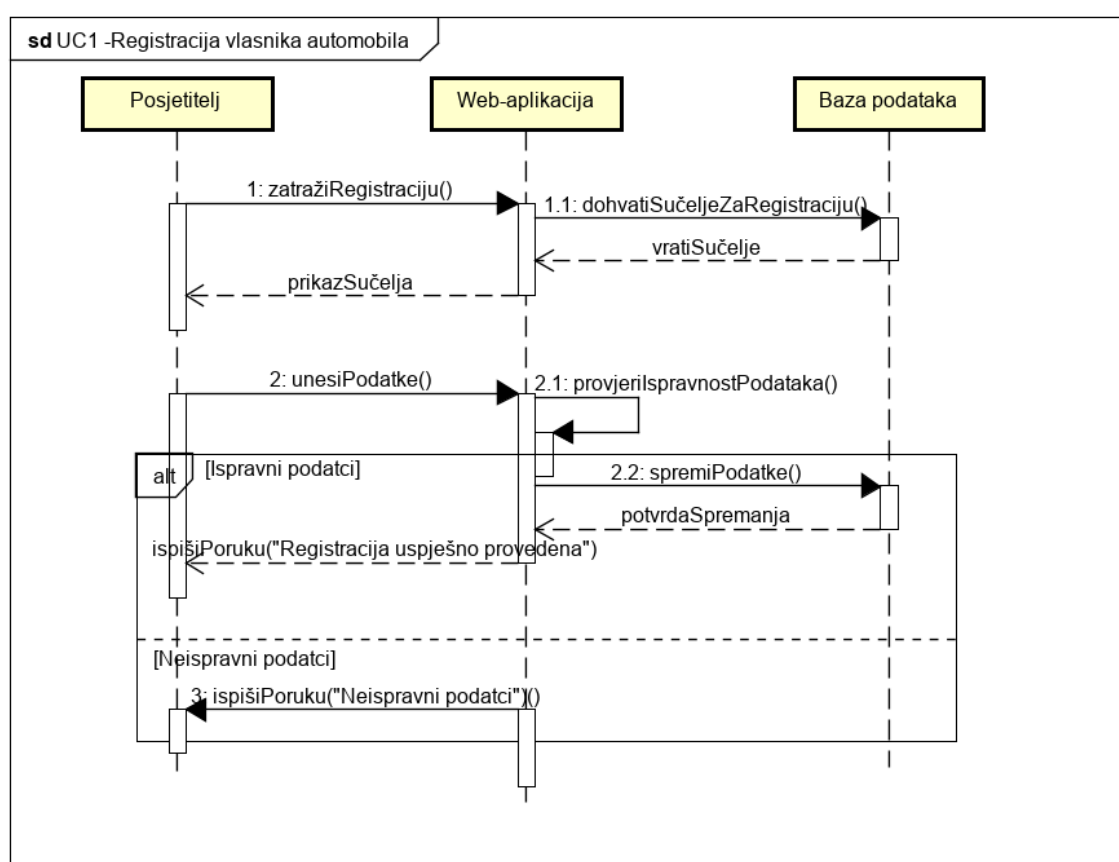 sd UC1 -Registracija vlasnika automobila
Posjetitelj
Web-aplikacija
Baza podataka
1: zatražiRegistraciju()
1.1: dohvatiSučeljeZaRegistraciju()
vratiSučelje
prikazSučelja
2: unesiPodatke()
2.1: provjeriIspravnostPodataka()
alt
[Ispravni podatci]
2.2: spremiPodatke()
potvrdaSpremanja
ispišiPoruku("Registracija uspješno provedena")
[Neispravni podatci]
3: ispišiPoruku("Neispravni podatci")()